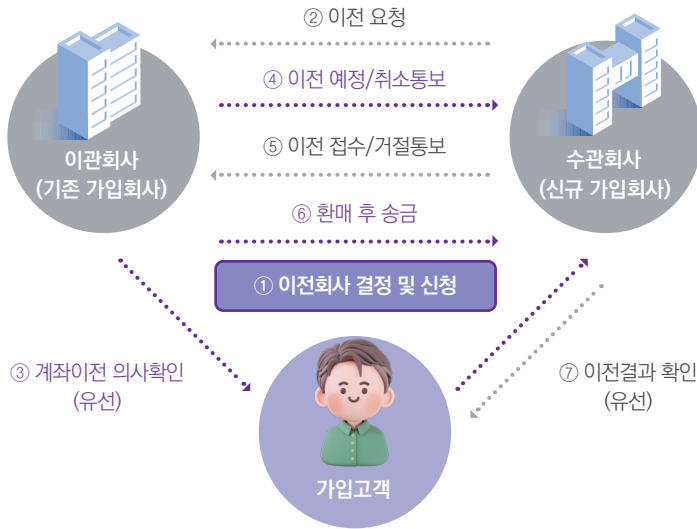 ② 이전 요청
④ 이전 예정/취소통보
⑤ 이전 접수/거절통보
⑥ 환매 후 송금
이관회사
(기존 가입회사)
수관회사
(신규 가입회사)
① 이전회사 결정 및 신청
③ 계좌이전 의사확인
(유선)
⑦ 이전결과 확인
(유선)
가입고객